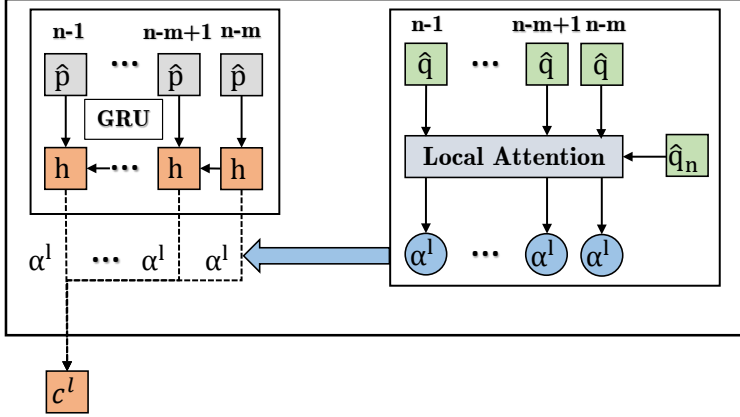 n-1 n-m+1 n-m
p̂ ... p̂ p̂
GRU
h ... h h
αˡ ... αˡ αˡ
cˡ
n-1 n-m+1 n-m
q̂ ... q̂ q̂
Local Attention
q̂ₙ
αˡ ... αˡ αˡ